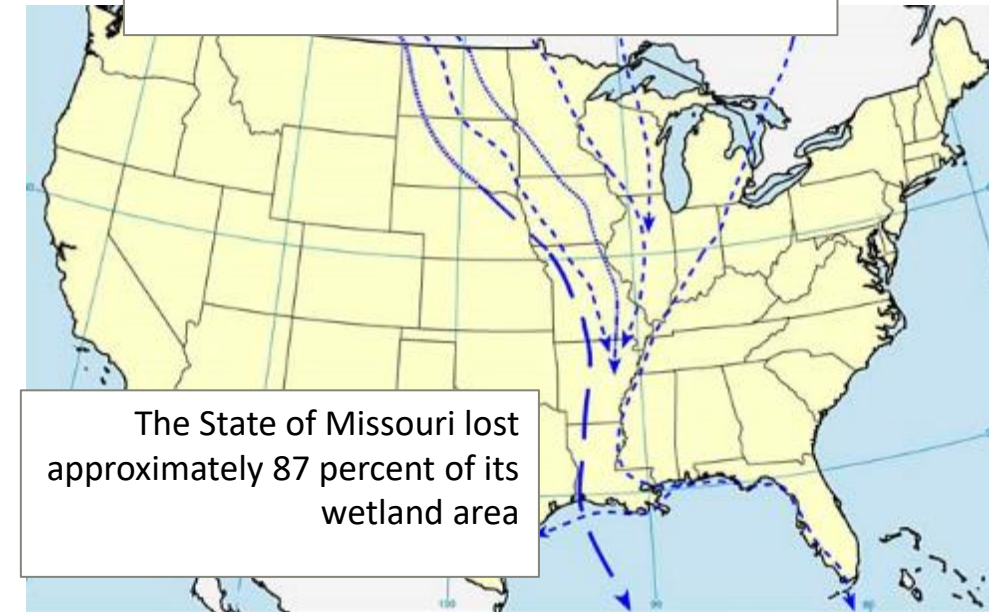 The State of Missouri lost
approximately 87 percent of its
wetland area